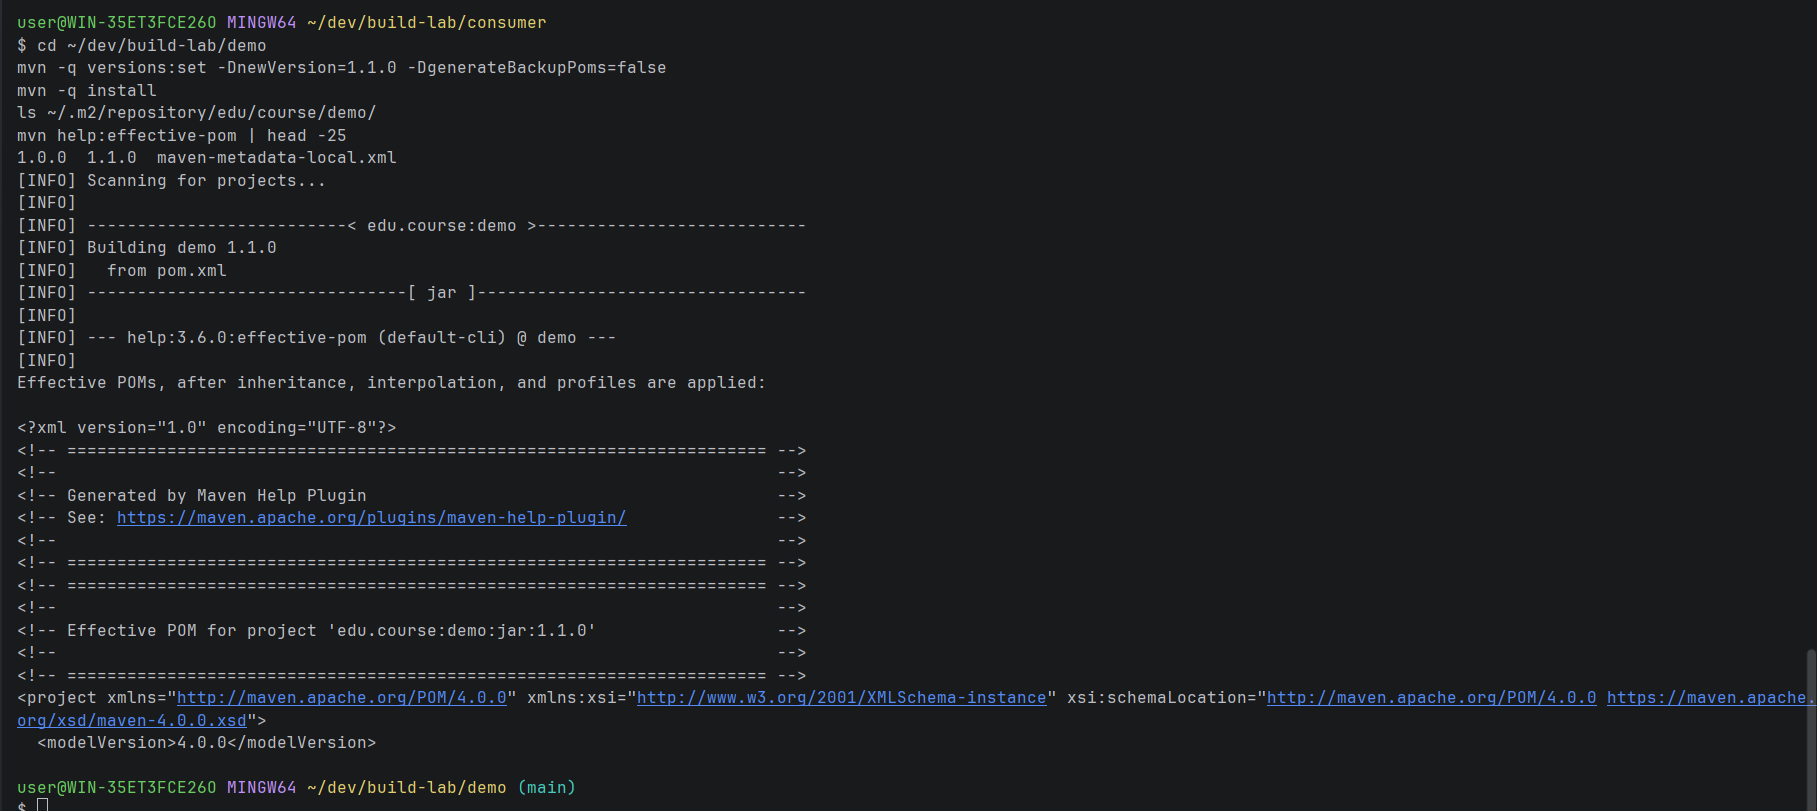 user@WIN-35ET3FCE26O MINGW64 ~/dev/build-lab/consumer
$ cd ~/dev/build-lab/demo
mvn -q versions:set -DnewVersion=1.1.0 -DgenerateBackupPoms=false
mvn -q install
ls ~/.m2/repository/edu/course/demo/
mvn help:effective-pom | head -25
1.0.0  1.1.0  maven-metadata-local.xml
[INFO] Scanning for projects...
[INFO]
[INFO] --------------------------< edu.course:demo >---------------------------
[INFO] Building demo 1.1.0
[INFO]   from pom.xml
[INFO] --------------------------------[ jar ]---------------------------------
[INFO]
[INFO] --- help:3.6.0:effective-pom (default-cli) @ demo ---
[INFO]
Effective POMs, after inheritance, interpolation, and profiles are applied:
<?xml version="1.0" encoding="UTF-8"?>
<!-- ====================================================================== -->
<!--                                                                        -->
<!-- Generated by Maven Help Plugin                                         -->
<!-- See: https://maven.apache.org/plugins/maven-help-plugin/               -->
<!--                                                                        -->
<!-- ====================================================================== -->
<!-- ====================================================================== -->
<!--                                                                        -->
<!-- Effective POM for project 'edu.course:demo:jar:1.1.0'                  -->
<!--                                                                        -->
<!-- ====================================================================== -->
<project xmlns="http://maven.apache.org/POM/4.0.0" xmlns:xsi="http://www.w3.org/2001/XMLSchema-instance" xsi:schemaLocation="http://maven.apache.org/POM/4.0.0 https://maven.apache.
org/xsd/maven-4.0.0.xsd">
  <modelVersion>4.0.0</modelVersion>
user@WIN-35ET3FCE26O MINGW64 ~/dev/build-lab/demo (main)
$